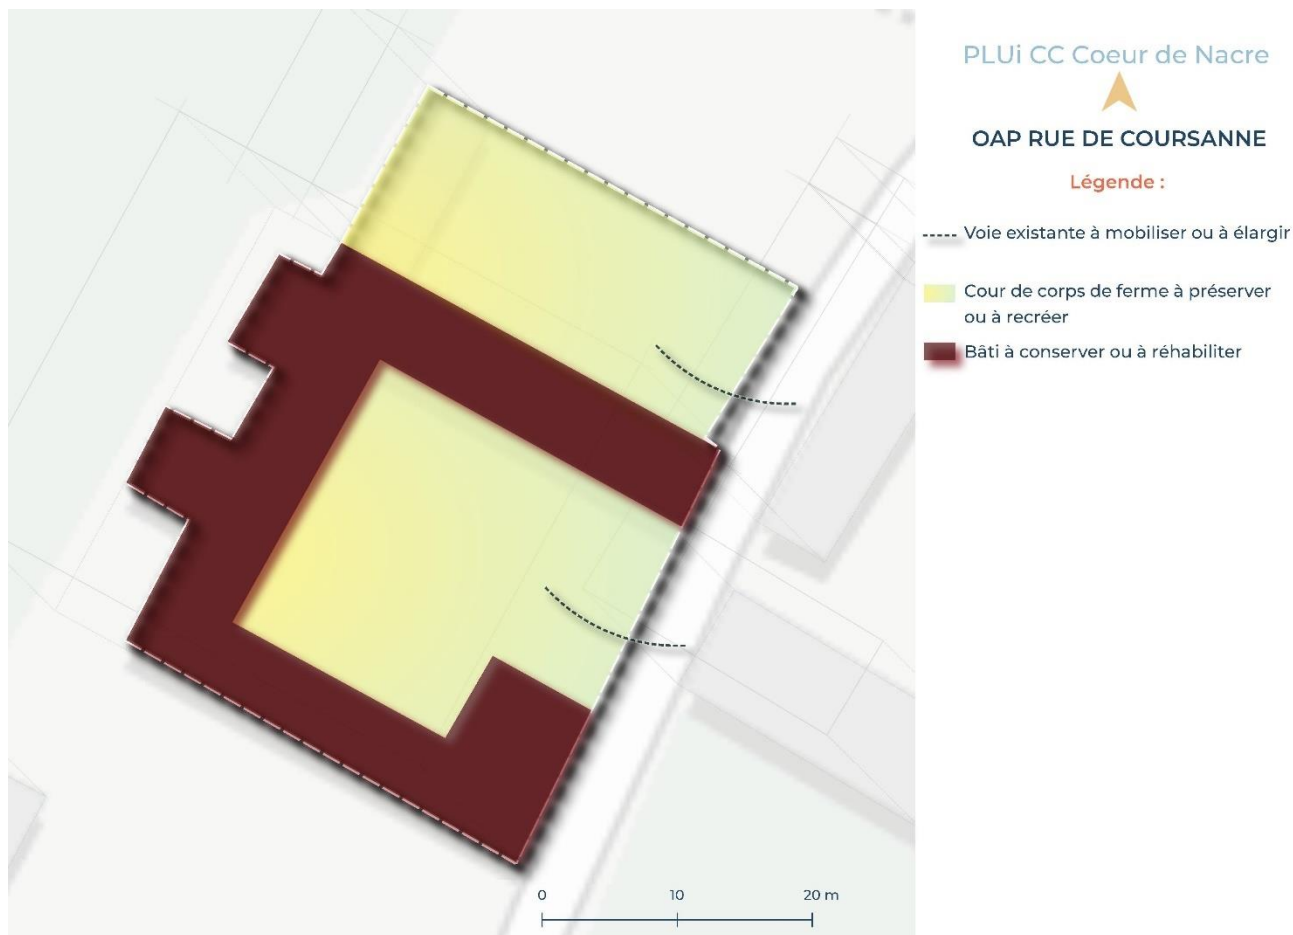 PLUi CC Coeur de Nacre
OAP RUE DE COURSANNE
Légende :
Voie existante à mobiliser ou à élargir
Cour de corps de ferme à préserver
ou à recréer
Bâti à conserver ou à réhabiliter
0 10 20 m